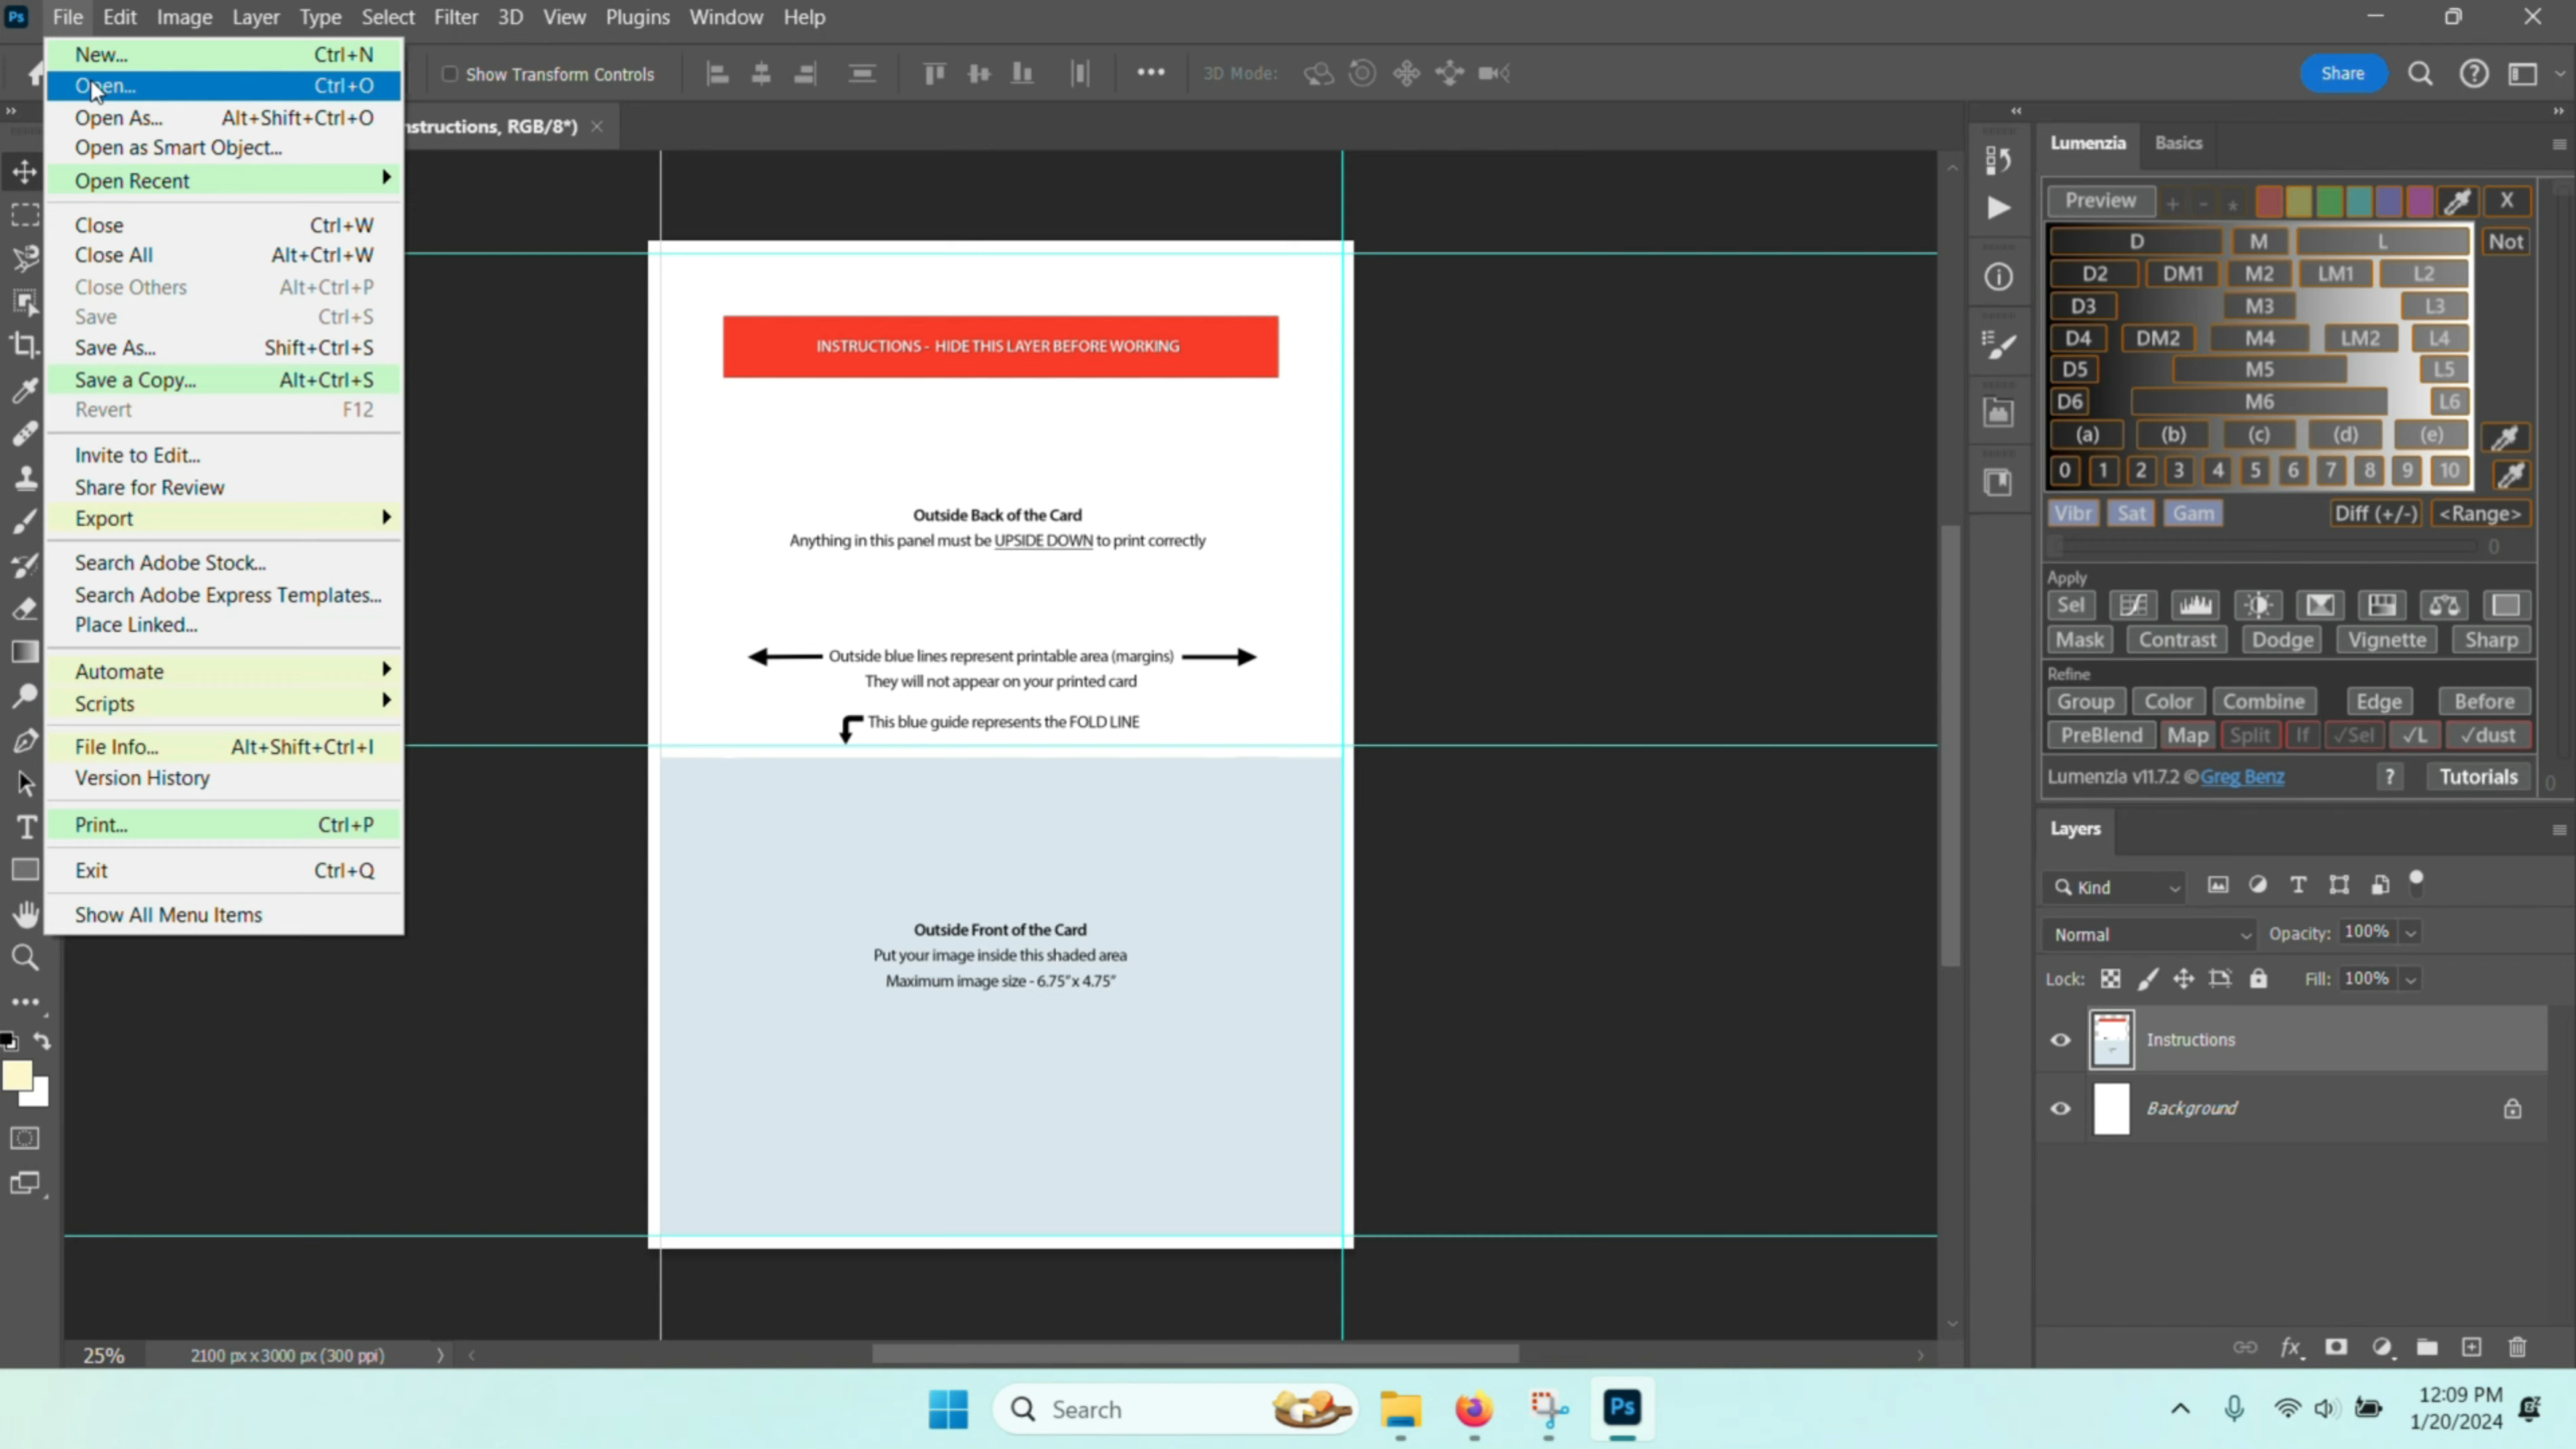 Ps File Edit Image Layer Type Select Filter 3D View Plugins Window Help
New... Ctrl+N
Open... Ctrl+O
Open As... Alt+Shift+Ctrl+O
Open as Smart Object...
Open Recent
Close Ctrl+W
Close All Alt+Ctrl+W
Close Others Alt+Ctrl+P
Save Ctrl+S
Save As... Shift+Ctrl+S
Save a Copy... Alt+Ctrl+S
Revert F12
Invite to Edit...
Share for Review
Export
Search Adobe Stock...
Search Adobe Express Templates...
Place Linked...
Automate
Scripts
File Info... Alt+Shift+Ctrl+I
Version History
Print... Ctrl+P
Exit Ctrl+Q
Show All Menu Items
Show Transform Controls
3D Mode:
Share
nstructions, RGB/8*)
INSTRUCTIONS - HIDE THIS LAYER BEFORE WORKING
Outside Back of the Card
Anything in this panel must be UPSIDE DOWN to print correctly
Outside blue lines represent printable area (margins)
They will not appear on your printed card
This blue guide represents the FOLD LINE
Outside Front of the Card
Put your image inside this shaded area
Maximum image size - 6.75" x 4.75"
Lumenzia Basics
Preview + - * X
D M L Not
D2 DM1 M2 LM1 L2
D3 M3 L3
D4 DM2 M4 LM2 L4
D5 M5 L5
D6 M6 L6
(a) (b) (c) (d) (e)
0 1 2 3 4 5 6 7 8 9 10
Vibr Sat Gam Diff (+/-) <Range>
0
Apply
Sel
Mask Contrast Dodge Vignette Sharp
Refine
Group Color Combine Edge Before
PreBlend Map Split If √Sel √L √dust
Lumenzia v11.7.2 © Greg Benz ? Tutorials
0
Layers
Kind
Normal Opacity: 100%
Lock: Fill: 100%
Instructions
Background
fx
25% 2100 px x 3000 px (300 ppi)
Search
Ps
12:09 PM
1/20/2024